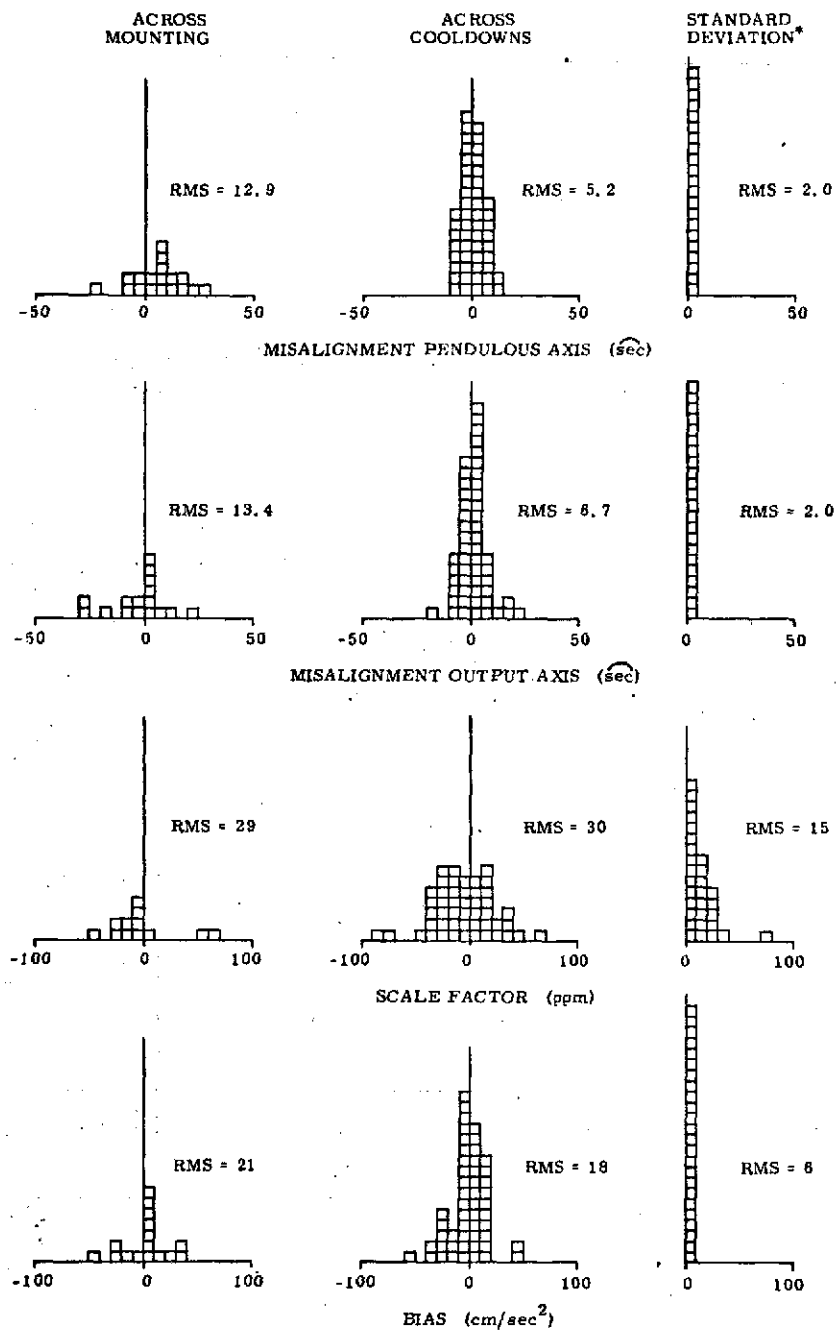 ACROSS MOUNTING
ACROSS COOLDOWNS
STANDARD DEVIATION*
RMS = 12.9
RMS = 5.2
RMS = 2.0
-50 0 50
-50 0 50
0 50
MISALIGNMENT PENDULOUS AXIS (sec)
RMS = 13.4
RMS = 6.7
RMS = 2.0
-50 0 50
-50 0 50
0 50
MISALIGNMENT OUTPUT AXIS (sec)
RMS = 29
RMS = 30
RMS = 15
-100 0 100
-100 0 100
0 100
SCALE FACTOR (ppm)
RMS = 21
RMS = 18
RMS = 6
-100 0 100
-100 0 100
0 100
BIAS (cm/sec²)